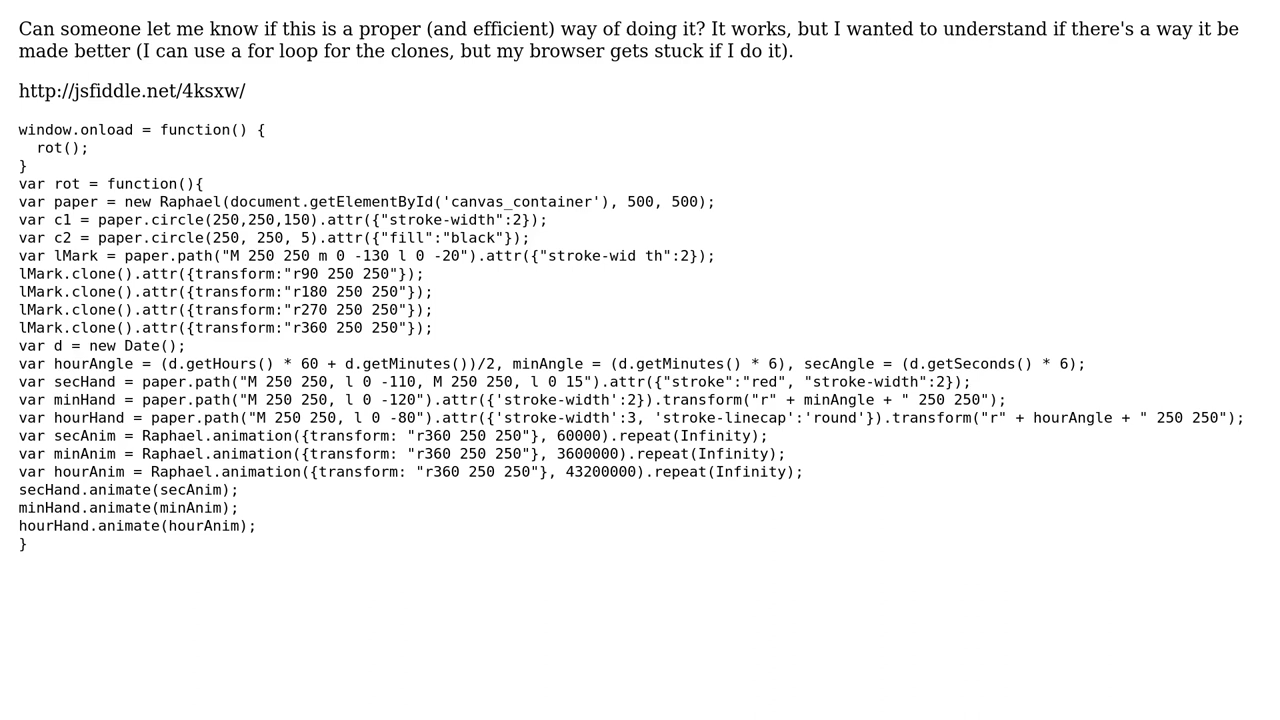 Can someone let me know if this is a proper (and efficient) way of doing it? It works, but I wanted to understand if there's a way it be
made better (I can use a for loop for the clones, but my browser gets stuck if I do it).
http://jsfiddle.net/4ksxw/
window.onload = function() {
  rot();
}
var rot = function(){
var paper = new Raphael(document.getElementById('canvas_container'), 500, 500);
var c1 = paper.circle(250,250,150).attr({"stroke-width":2});
var c2 = paper.circle(250, 250, 5).attr({"fill":"black"});
var lMark = paper.path("M 250 250 m 0 -130 l 0 -20").attr({"stroke-wid th":2});
lMark.clone().attr({transform:"r90 250 250"});
lMark.clone().attr({transform:"r180 250 250"});
lMark.clone().attr({transform:"r270 250 250"});
lMark.clone().attr({transform:"r360 250 250"});
var d = new Date();
var hourAngle = (d.getHours() * 60 + d.getMinutes())/2, minAngle = (d.getMinutes() * 6), secAngle = (d.getSeconds() * 6);
var secHand = paper.path("M 250 250, l 0 -110, M 250 250, l 0 15").attr({"stroke":"red", "stroke-width":2});
var minHand = paper.path("M 250 250, l 0 -120").attr({'stroke-width':2}).transform("r" + minAngle + " 250 250");
var hourHand = paper.path("M 250 250, l 0 -80").attr({'stroke-width':3, 'stroke-linecap':'round'}).transform("r" + hourAngle + " 250 250");
var secAnim = Raphael.animation({transform: "r360 250 250"}, 60000).repeat(Infinity);
var minAnim = Raphael.animation({transform: "r360 250 250"}, 3600000).repeat(Infinity);
var hourAnim = Raphael.animation({transform: "r360 250 250"}, 43200000).repeat(Infinity);
secHand.animate(secAnim);
minHand.animate(minAnim);
hourHand.animate(hourAnim);
}